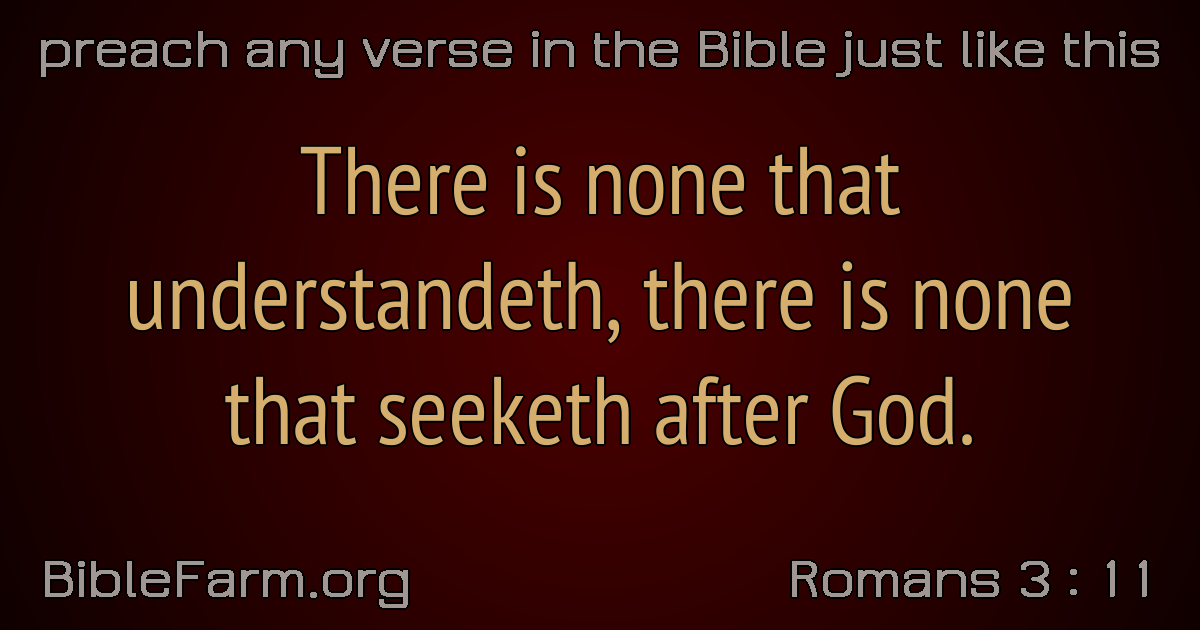 preach any verse in the Bible just like this
There is none that
understandeth, there is none
that seeketh after God.
BibleFarm.org
Romans 3 : 11